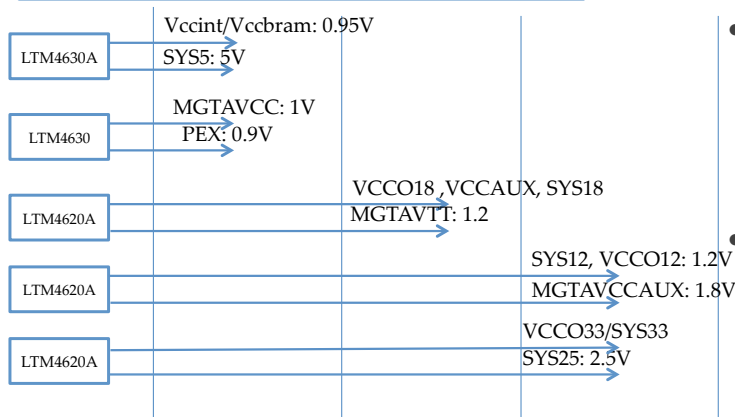 Vccint/Vccbram: 0.95V
LTM4630A
SYS5: 5V
MGTAVCC: 1V
LTM4630
PEX: 0.9V
VCCO18 ,VCCAUX, SYS18
LTM4620A
MGTAVTT: 1.2
SYS12, VCCO12: 1.2V
LTM4620A
MGTAVCCAUX: 1.8V
VCCO33/SYS33
LTM4620A
SYS25: 2.5V